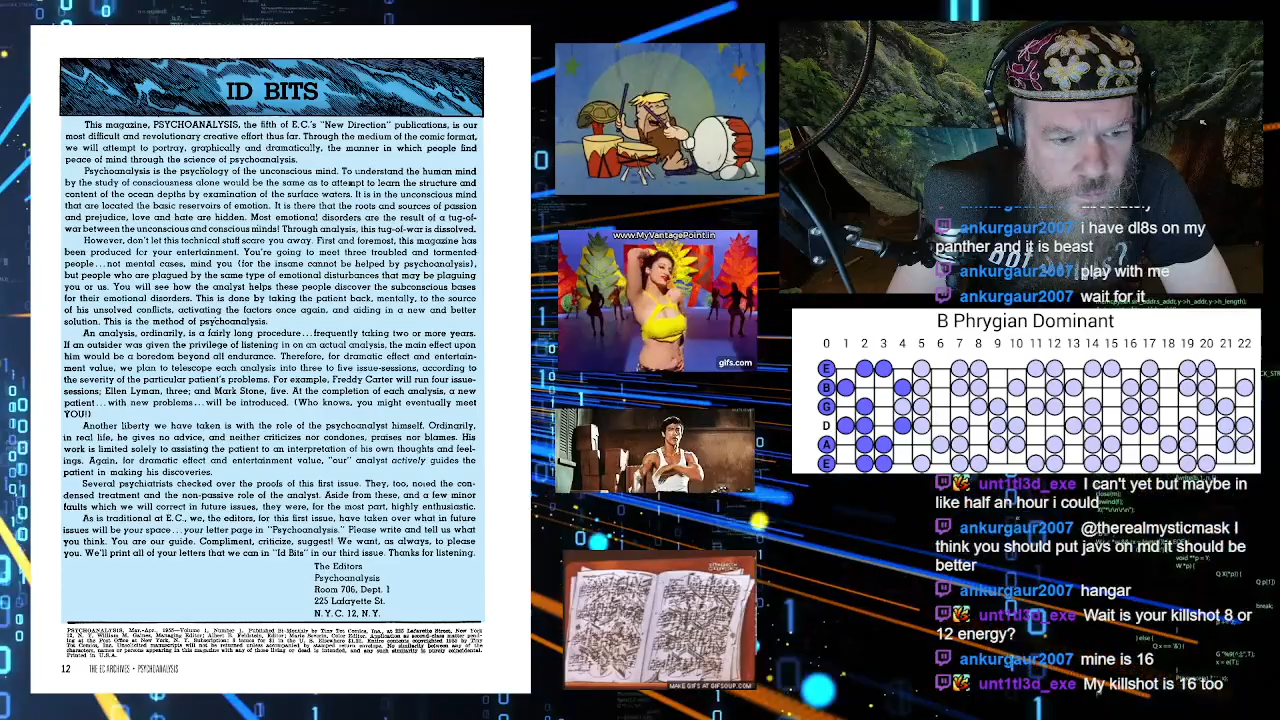 ID BITS
This magazine, PSYCHOANALYSIS, the fifth of E.C.'s "New Direction" publications, is our
most difficult and revolutionary creative effort thus far. Through the medium of the comic format,
we will attempt to portray, graphically and dramatically, the manner in which people find
peace of mind through the science of psychoanalysis.
Psychoanalysis is the psychology of the unconscious mind. To understand the human mind
by the study of consciousness alone would be the same as to attempt to learn the structure and
content of the ocean depths by examination of the surface waters. It is in the unconscious mind
that are located the basic reservoirs of emotion. It is there that the roots and sources of passion
and prejudice, love and hate are hidden. Most emotional disorders are the result of a tug-of-
war between the unconscious and conscious minds! Through analysis, this tug-of-war is dissolved.
However, don't let this technical stuff scare you away. First and foremost, this magazine has
been produced for your entertainment. You're going to meet three troubled and tormented
people...not mental cases, mind you (for the insane cannot be helped by psychoanalysis),
but people who are plagued by the same type of emotional disturbances that may be plaguing
you or us. You will see how the analyst helps these people discover the subconscious bases
for their emotional disorders. This is done by taking the patient back, mentally, to the source
of his unsolved conflicts, activating the factors once again, and aiding in a new and better
solution. This is the method of psychoanalysis.
An analysis, ordinarily, is a fairly long procedure...frequently taking two or more years.
If an outsider was given the privilege of listening in on an actual analysis, the main effect upon
him would be a boredom beyond all endurance. Therefore, for dramatic effect and entertain-
ment value, we plan to telescope each analysis into three to five issue-sessions, according to
the severity of the particular patient's problems. For example, Freddy Carter will run four issue-
sessions; Ellen Lyman, three; and Mark Stone, five. At the completion of each analysis, a new
patient...with new problems...will be introduced. (Who knows, you might eventually meet
YOU!)
Another liberty we have taken is with the role of the psychoanalyst himself. Ordinarily,
in real life, he gives no advice, and neither criticizes nor condones, praises nor blames. His
work is limited solely to assisting the patient to an interpretation of his own thoughts and feel-
ings. Again, for dramatic effect and entertainment value, "our" analyst actively guides the
patient in making his discoveries.
Several psychiatrists checked over the proofs of this first issue. They, too, noted the con-
densed treatment and the non-passive role of the analyst. Aside from these, and a few minor
faults which we will correct in future issues, they were, for the most part, highly enthusiastic.
As is traditional at E.C., we, the editors, for this first issue, have taken over what in future
issues will be your space...your letter page in "Psychoanalysis." Please write and tell us what
you think. You are our guide. Compliment, criticize, suggest! We want, as always, to please
you. We'll print all of your letters that we can in "Id Bits" in our third issue. Thanks for listening.
The Editors
Psychoanalysis
Room 706, Dept. 1
225 Lafayette St.
N.Y.C. 12, N. Y.
12 THE EC ARCHIVES • PSYCHOANALYSIS
www.MyVantagePoint.in
gifs.com
MAKE GIFS AT GIFSOUP.COM
ankurgaur2007 i have dl8s on my
panther and it is beast
ankurgaur2007 play with me
ankurgaur2007 wait for it
B Phrygian Dominant
0 1 2 3 4 5 6 7 8 9 10 11 12 13 14 15 16 17 18 19 20 21 22
E
B
G
D
A
E
unt1tl3d_exe I can't yet but maybe in
like half an hour i could
ankurgaur2007 @therealmysticmask I
think you should put javs on md it should be
better
ankurgaur2007 hangar
unt1tl3d_exe Wait is your killshot 8 or
12 energy?
ankurgaur2007 mine is 16
unt1tl3d_exe My killshot is 16 too